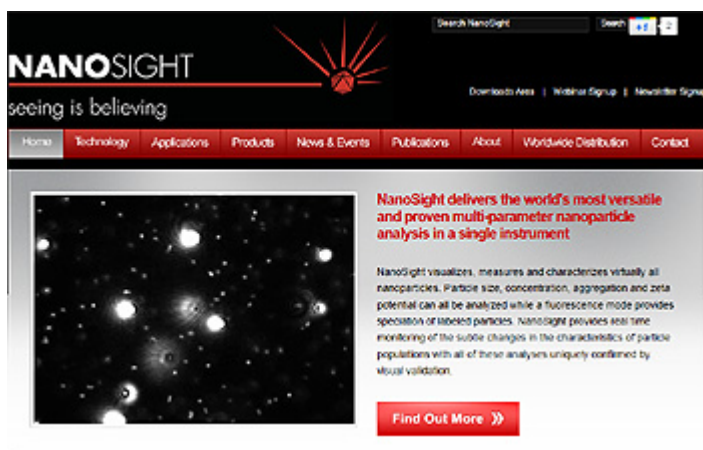 Search NanoSight Search +1 2
NANOSIGHT
seeing is believing
Downloads Area | Webinar Signup | Newsletter Signup
Home Technology Applications Products News & Events Publications About Worldwide Distribution Contact
NanoSight delivers the world's most versatile
and proven multi-parameter nanoparticle
analysis in a single instrument
NanoSight visualizes, measures and characterizes virtually all
nanoparticles. Particle size, concentration, aggregation and zeta
potential can all be analyzed while a fluorescence mode provides
speciation of labeled particles. NanoSight provides real time
monitoring of the subtle changes in the characteristics of particle
populations with all of these analyses uniquely confirmed by
visual validation.
Find Out More »